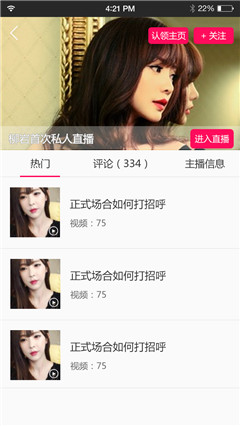 4:21 PM
52%
认领主页
+ 关注
首次私人直播
进入直播
热门
评论（334）
主播信息
正式场合如何打招呼
视频：75
正式场合如何打招呼
视频：75
正式场合如何打招呼
视频：75